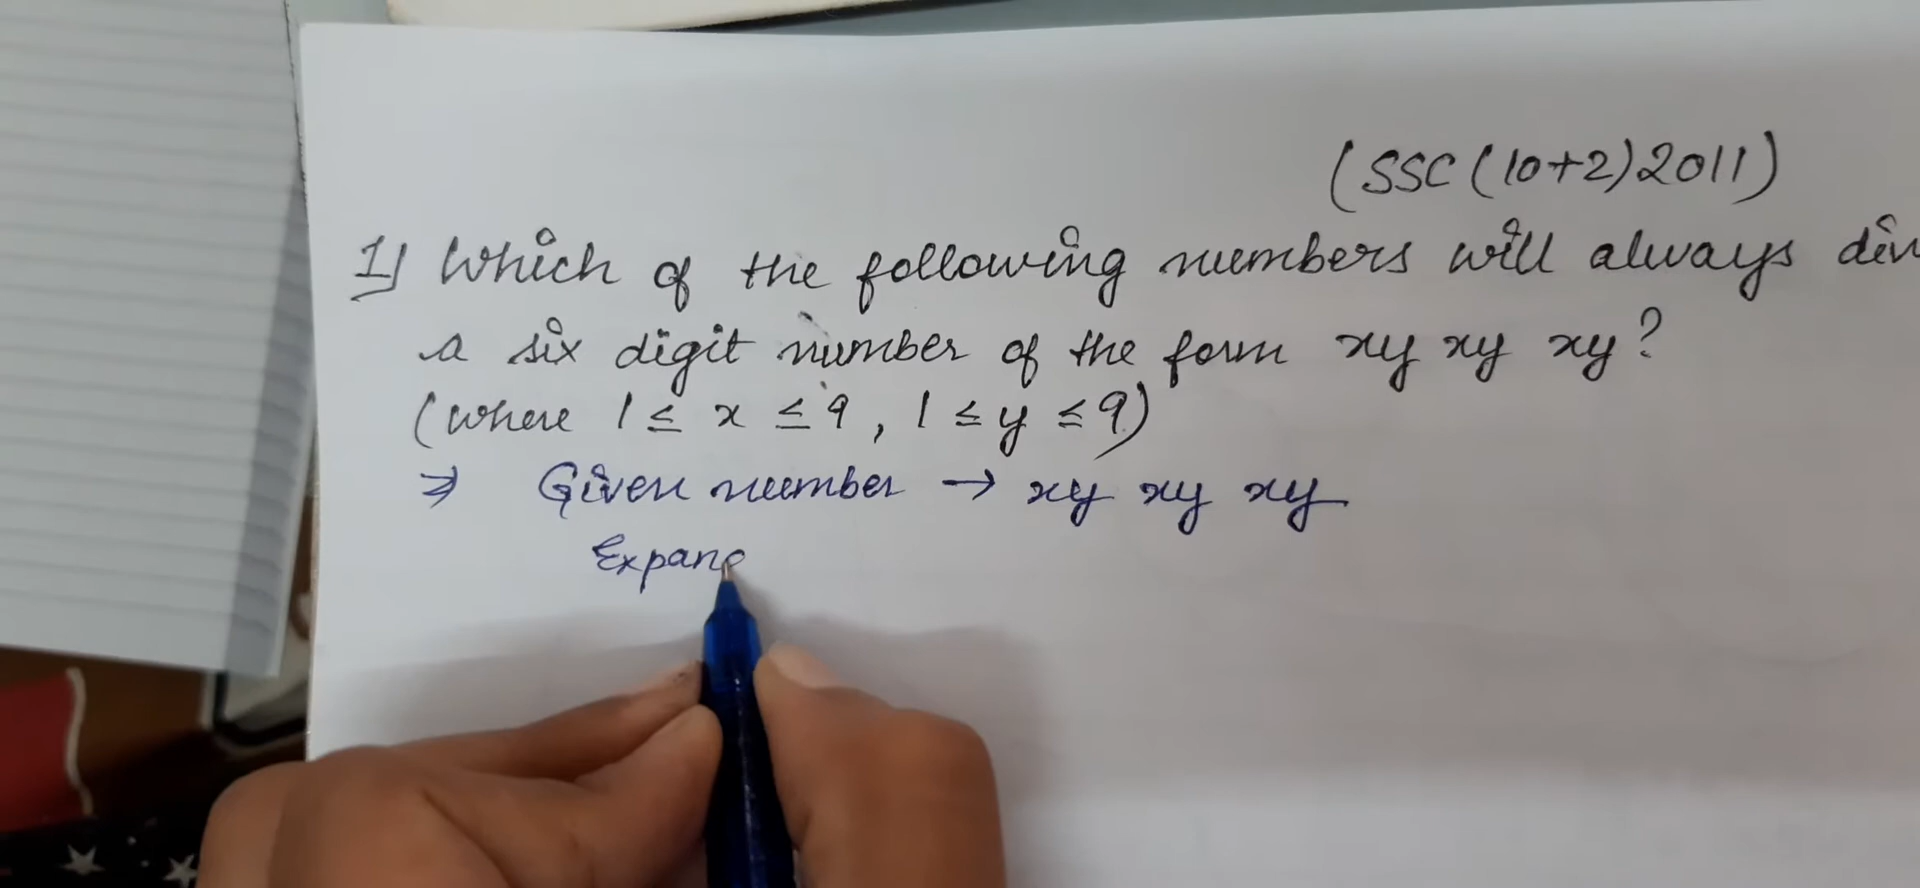 (SSC (10+2) 2011)
1) Which of the following numbers will always div
a six digit number of the form xy xy xy?
(where 1 ≤ x ≤ 9, 1 ≤ y ≤ 9)
⇒ Given number → xy xy xy
Expan